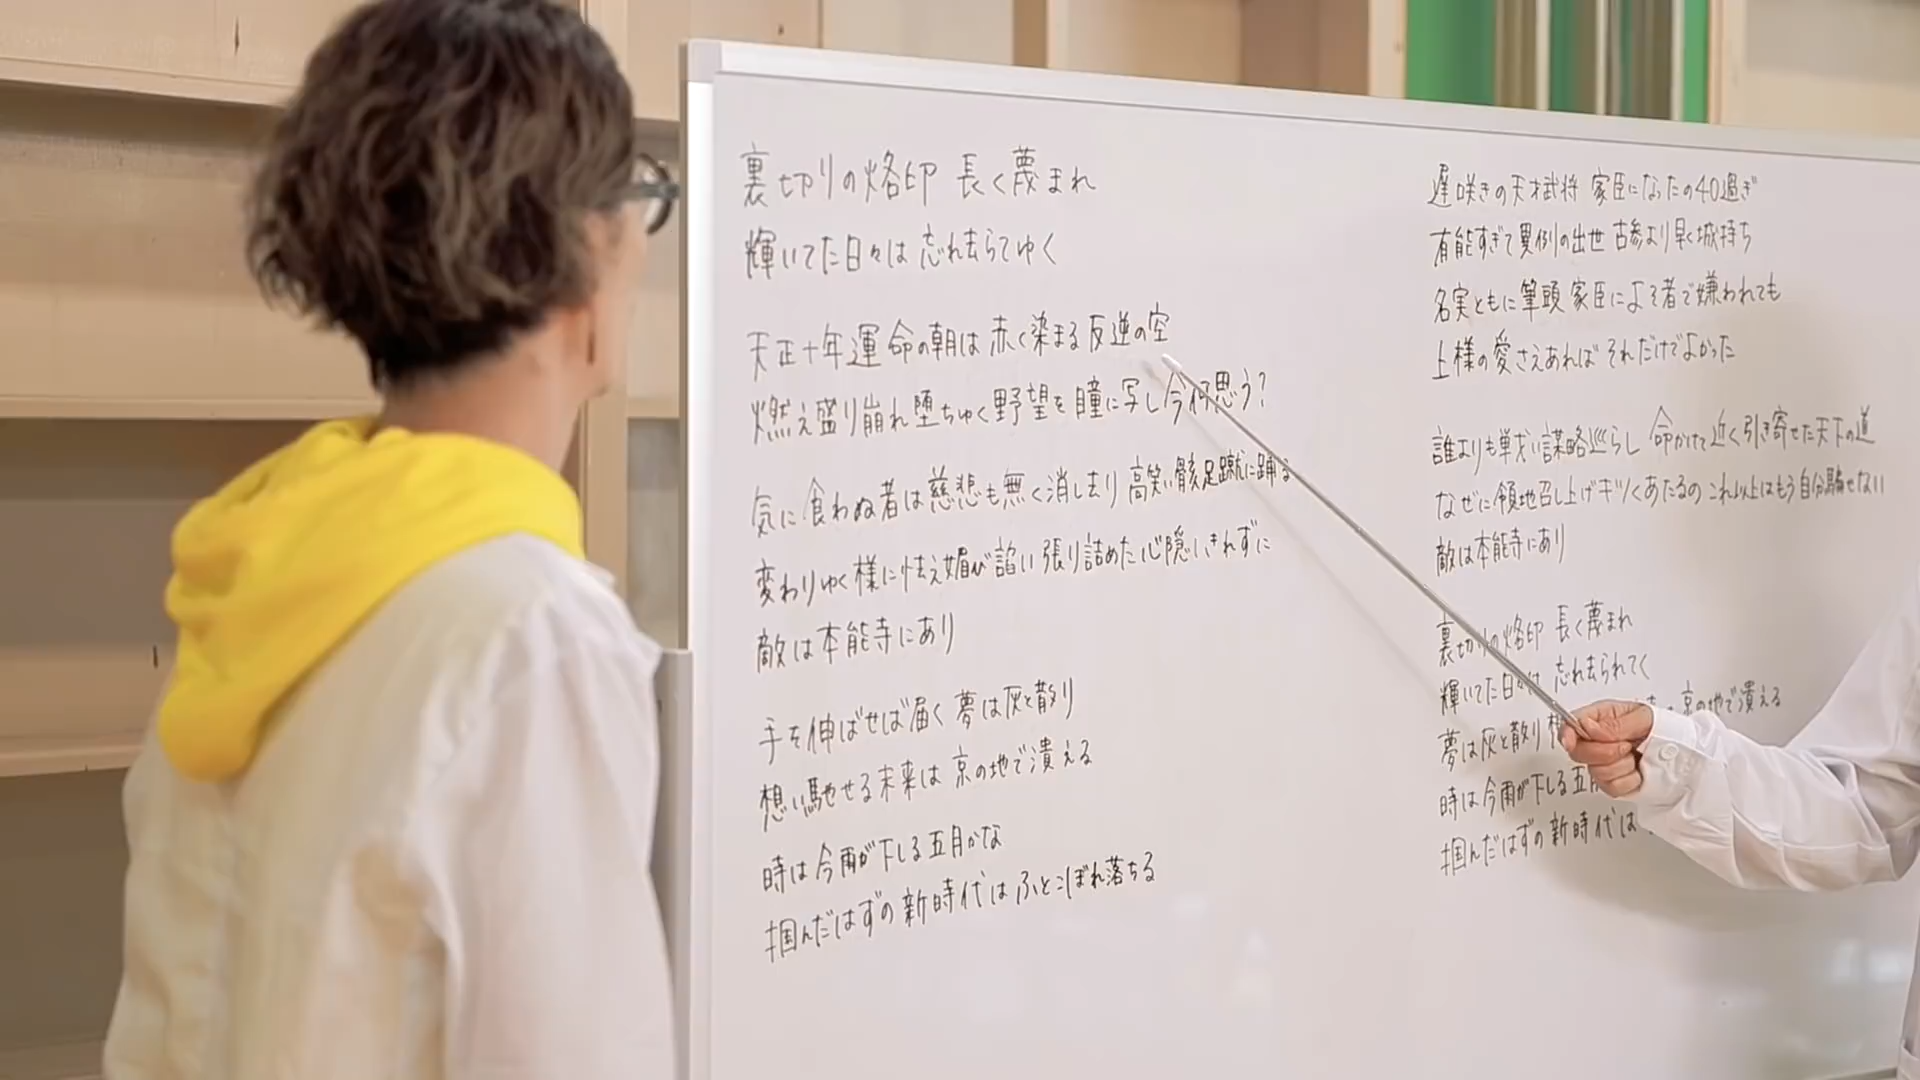 裏切りの烙印 長く蔑まれ
輝いてた日々は 忘れ去られてゆく
天正十年運命の朝は 赤く染まる反逆の空
燃え盛り崩れ堕ちゆく野望を 瞳に写し今何思う?
気に食わぬ者は慈悲も無く消し去り 高笑い骸足蹴に踊る
変わりゆく様に怯え媚び諂い 張り詰めた心隠しきれずに
敵は本能寺にあり
手を伸ばせば届く 夢は灰と散り
想い馳せる未来は 京の地で潰える
時は今雨が下しる五月かな
掴んだはずの新時代は ふとこぼれ落ちる
遅咲きの天才武将 家臣になったの40過ぎ
有能すぎて異例の出世 古参より早く城持ち
名実ともに筆頭家臣 によそ者で嫌われても
上様の愛さえあれば それだけでよかった
誰よりも戦い謀略巡らし 命かけて近く引き寄せた天下の道
なぜに領地召し上げキツくあたるの これ以上はもう自分騙せない
敵は本能寺にあり
裏切りの烙印 長く蔑まれ
輝いてた日々は 忘れ去られてく
夢は灰と散り 想 京の地で潰える
時は今雨が下しる五月
掴んだはずの新時代は